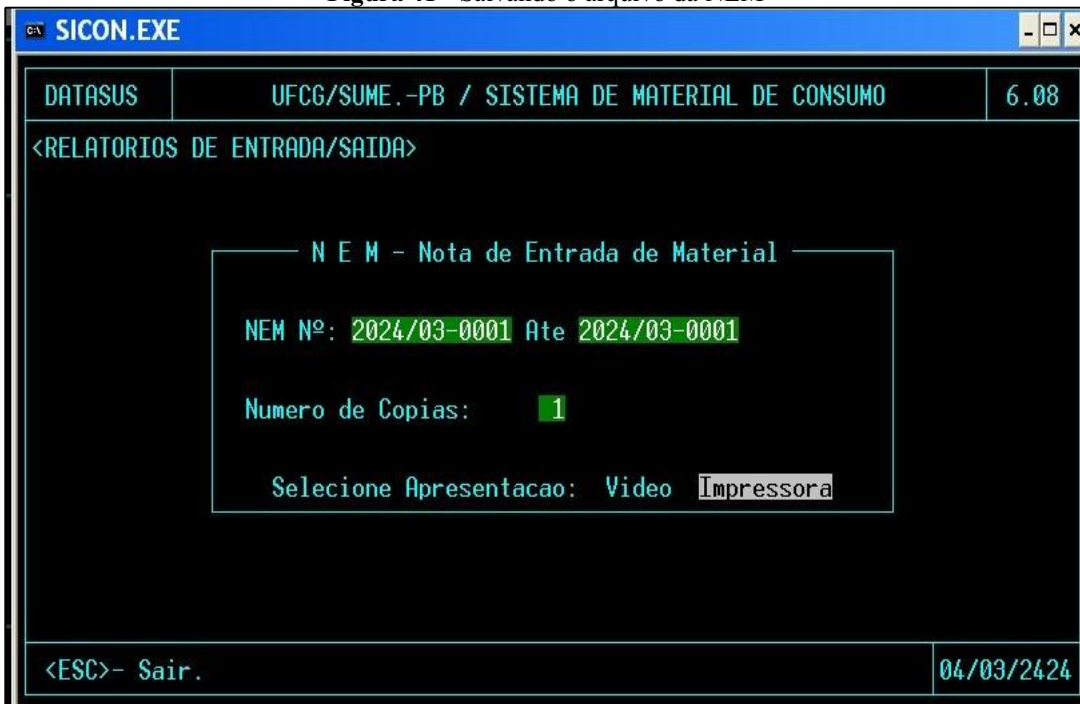 SICON.EXE
DATASUS UFCG/SUME.-PB / SISTEMA DE MATERIAL DE CONSUMO 6.08
<RELATORIOS DE ENTRADA/SAIDA>
N E M - Nota de Entrada de Material
NEM Nº: 2024/03-0001 Ate 2024/03-0001
Numero de Copias: 1
Selecione Apresentacao: Video Impressora
<ESC>- Sair. 04/03/2424